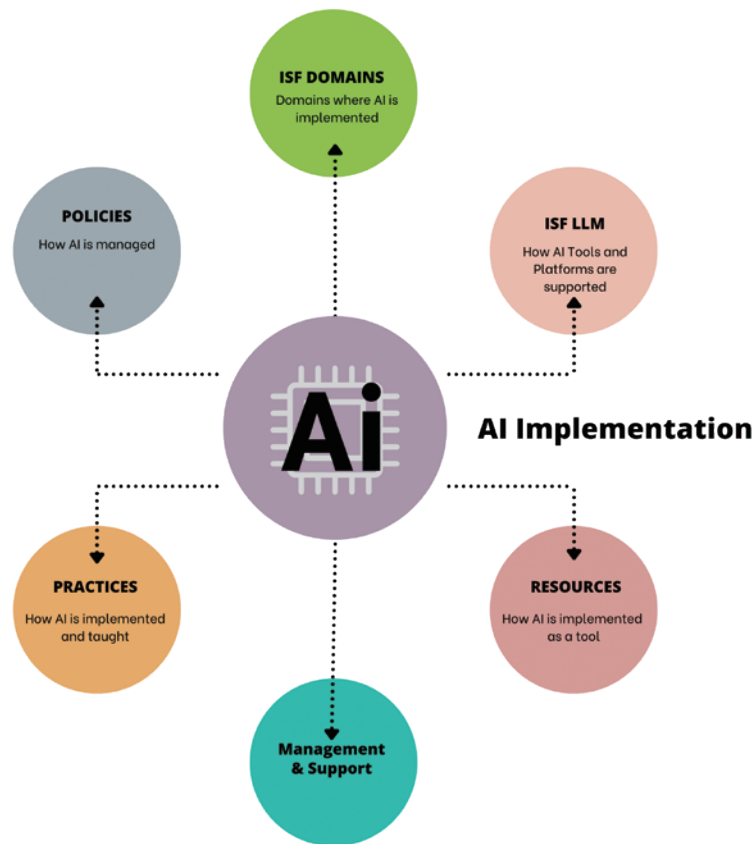 ISF DOMAINS
Domains where AI is
implemented
POLICIES
How AI is managed
ISF LLM
How AI Tools and
Platforms are
supported
Ai
AI Implementation
PRACTICES
How AI is implemented
and taught
RESOURCES
How AI is implemented
as a tool
Management
& Support